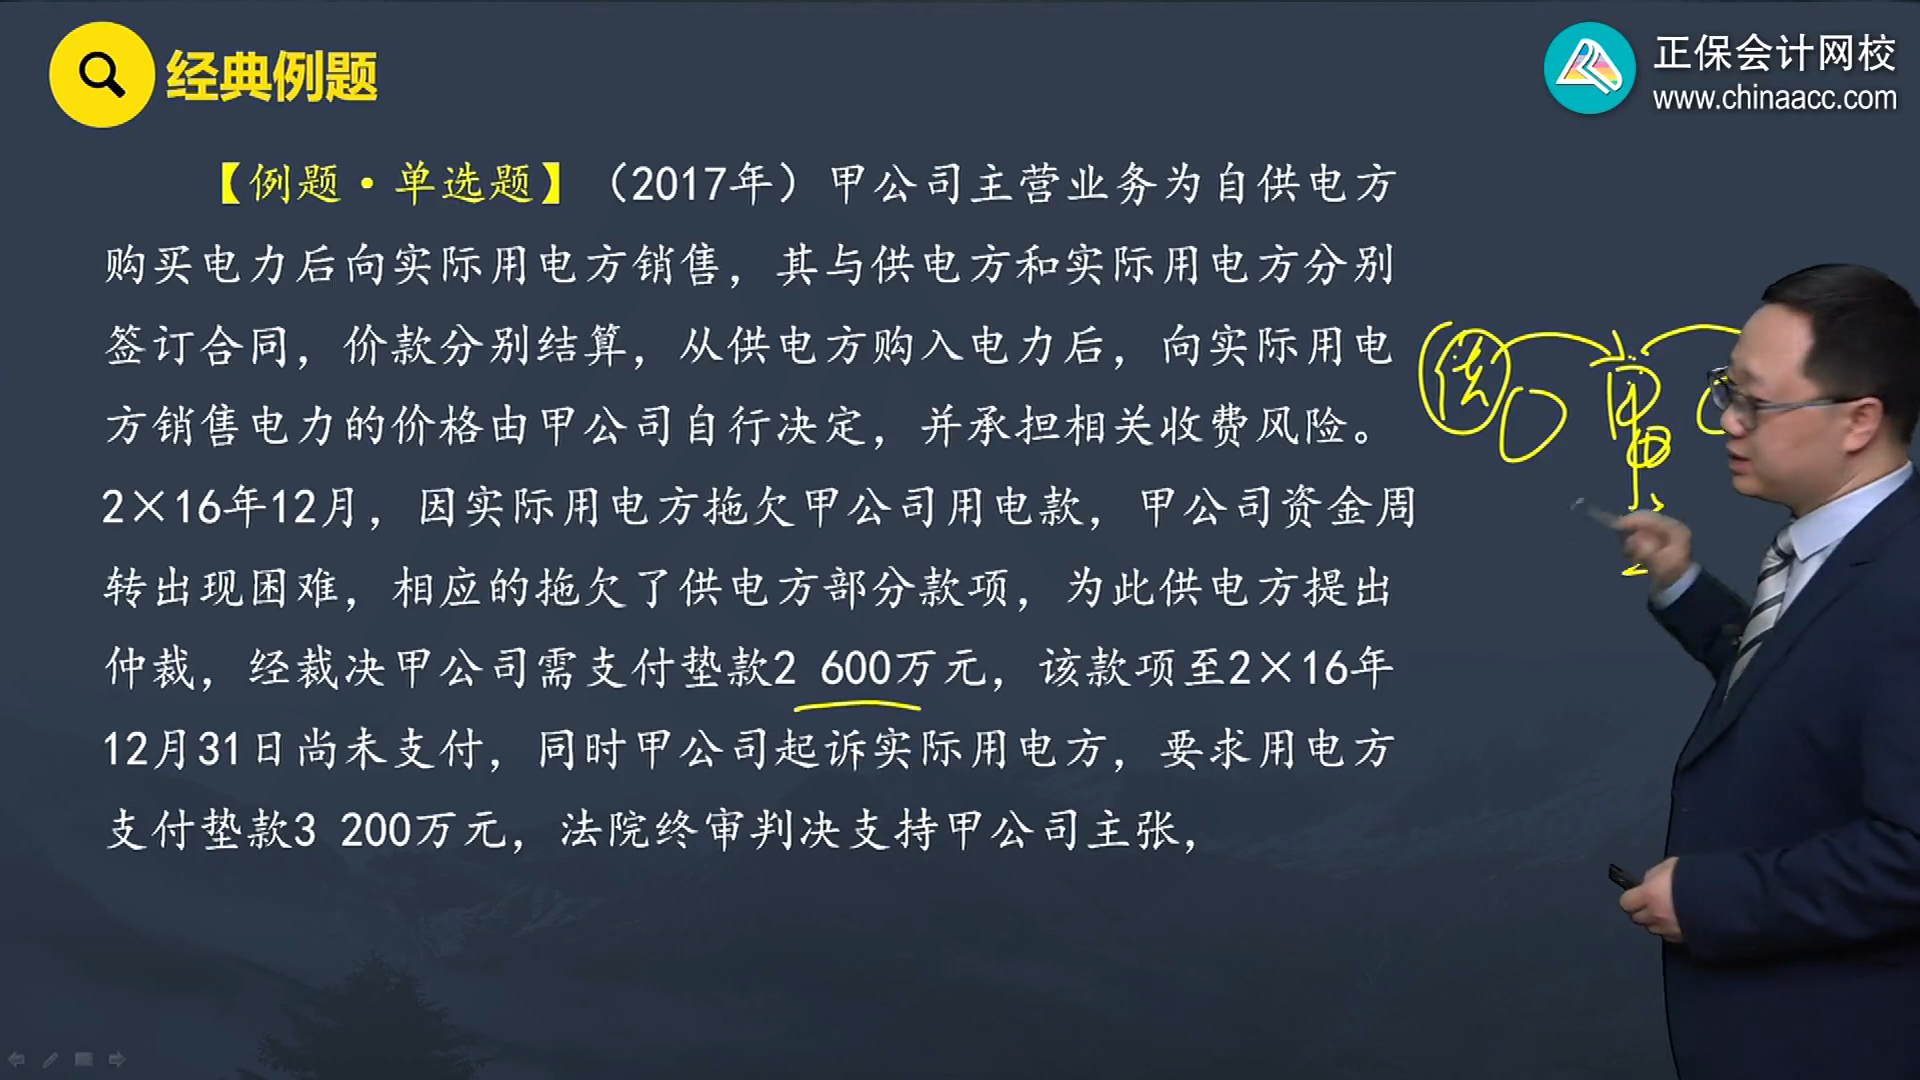 经典例题
正保会计网校
www.chinaacc.com
【例题·单选题】（2017年）甲公司主营业务为自供电方
购买电力后向实际用电方销售，其与供电方和实际用电方分别
签订合同，价款分别结算，从供电方购入电力后，向实际用电
方销售电力的价格由甲公司自行决定，并承担相关收费风险。
2×16年12月，因实际用电方拖欠甲公司用电款，甲公司资金周
转出现困难，相应的拖欠了供电方部分款项，为此供电方提出
仲裁，经裁决甲公司需支付垫款2 600万元，该款项至2×16年
12月31日尚未支付，同时甲公司起诉实际用电方，要求用电方
支付垫款3 200万元，法院终审判决支持甲公司主张，
供
甲